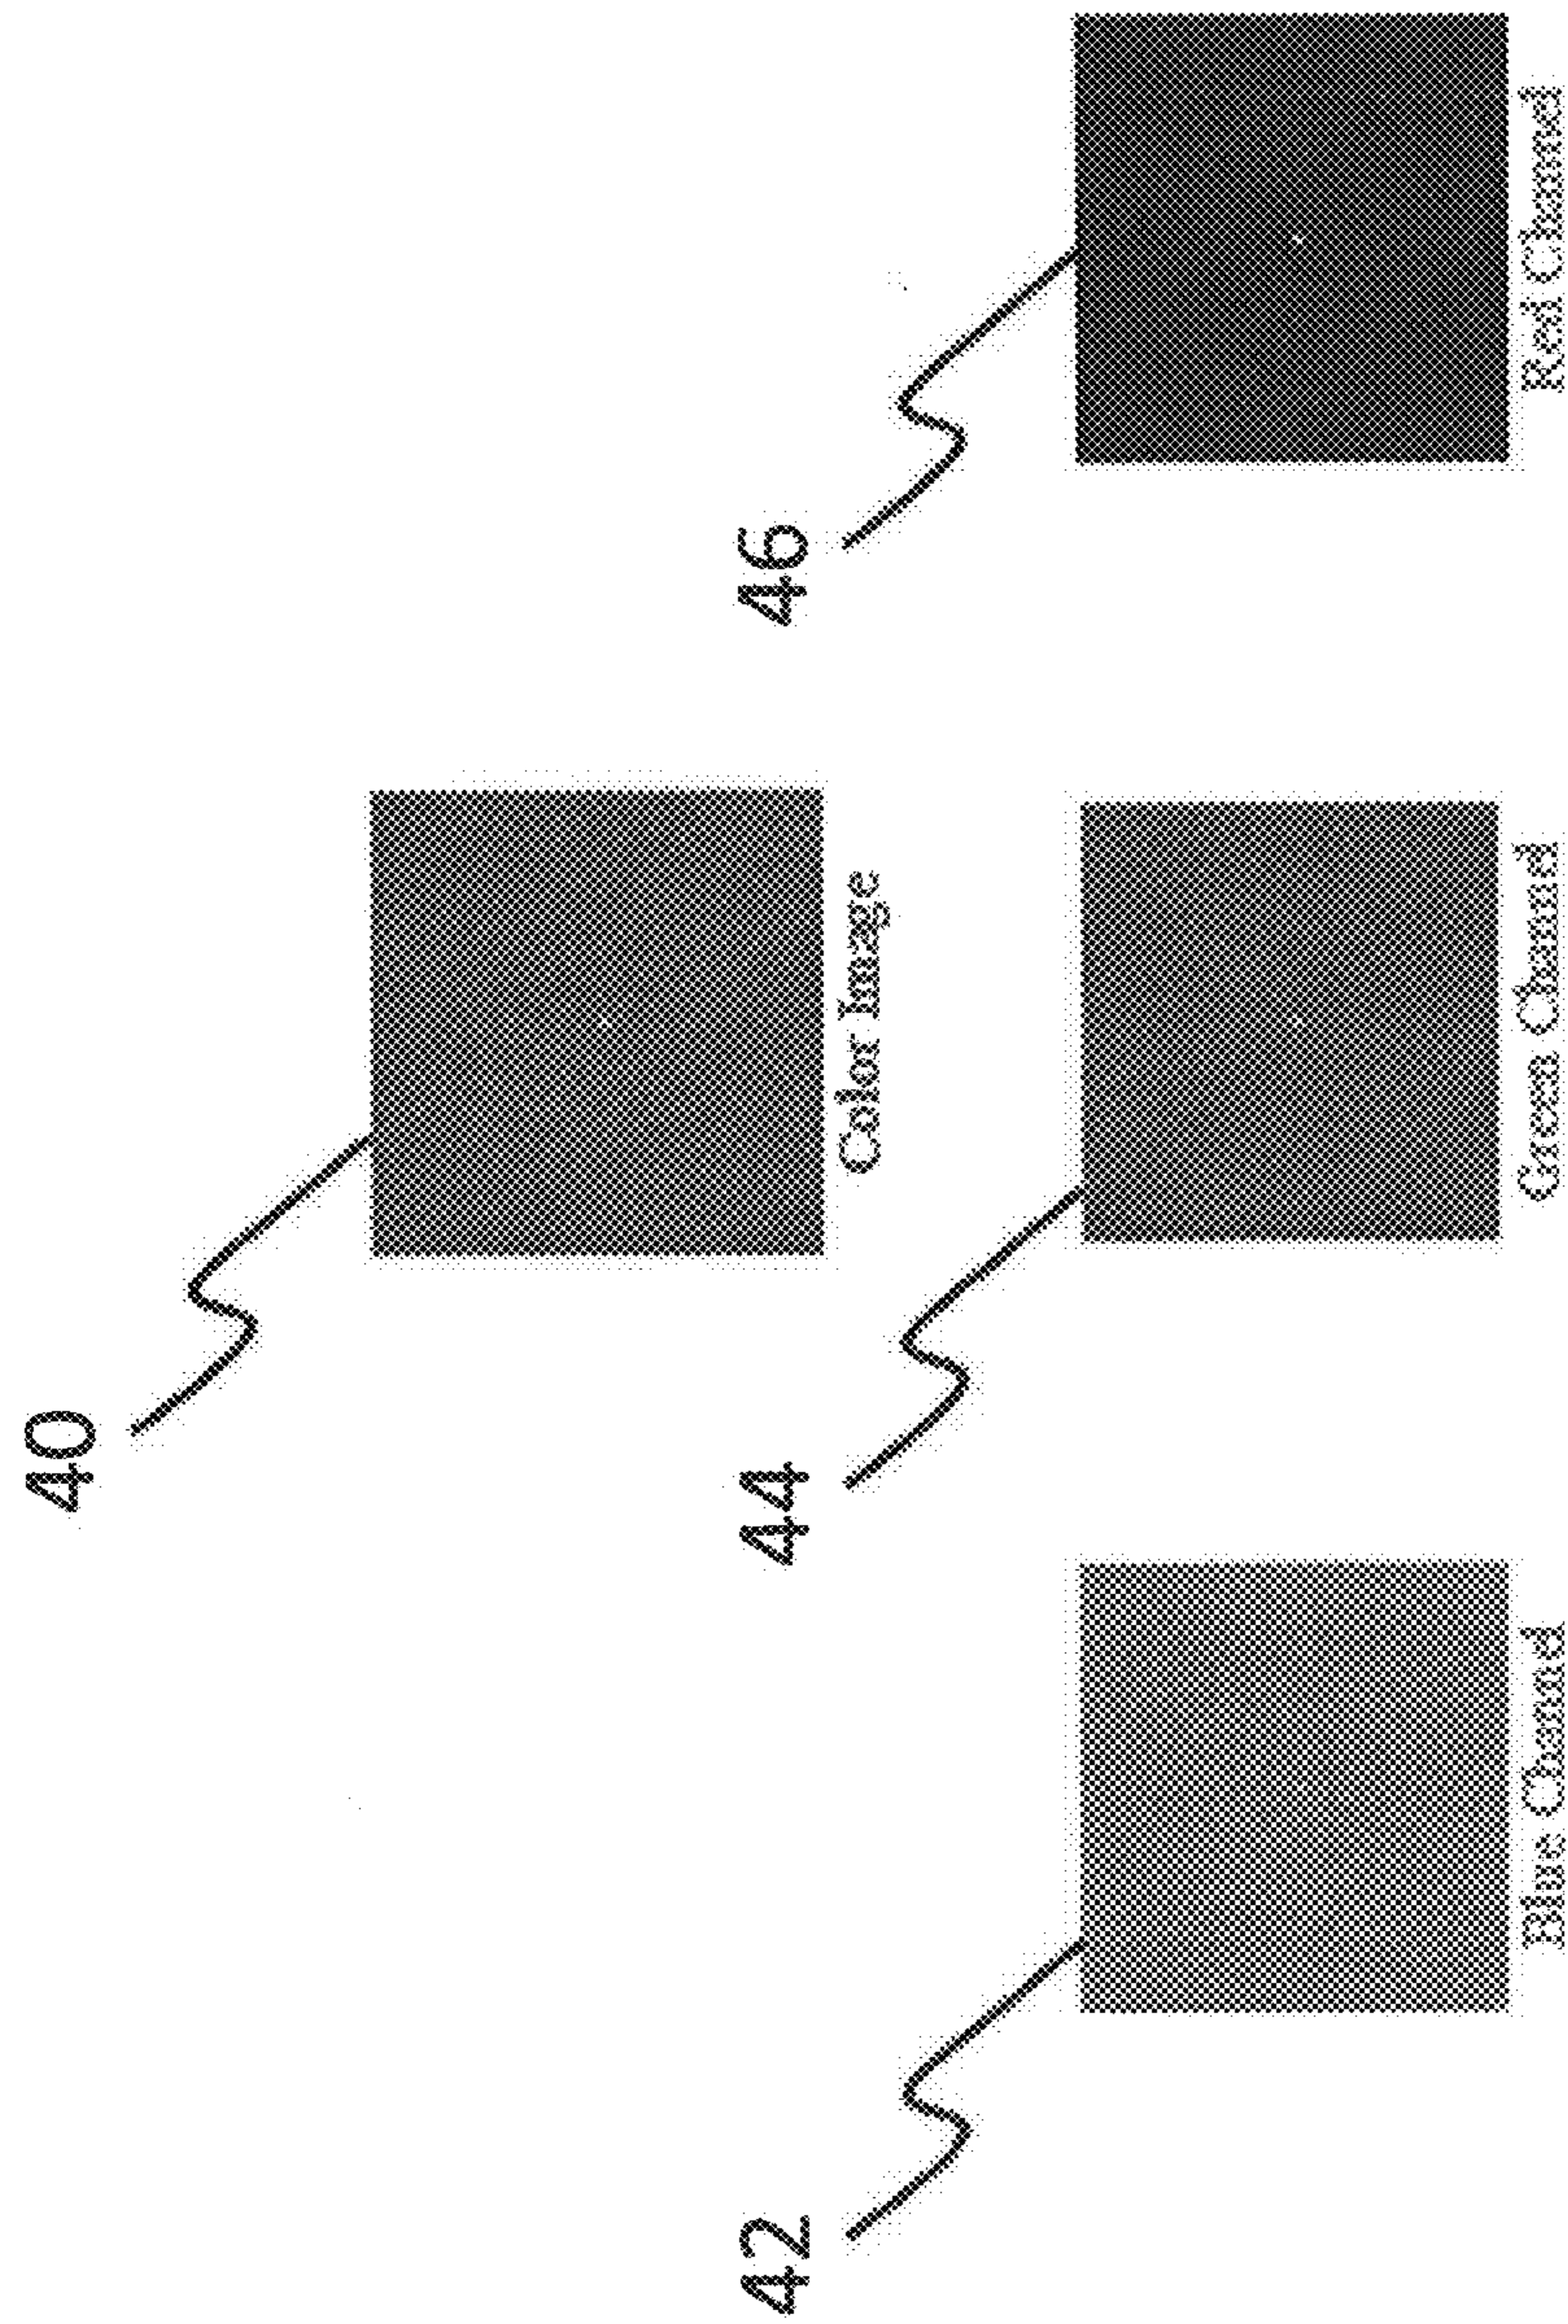 40
Color Image
42
Blue Channel
44
Green Channel
46
Red Channel